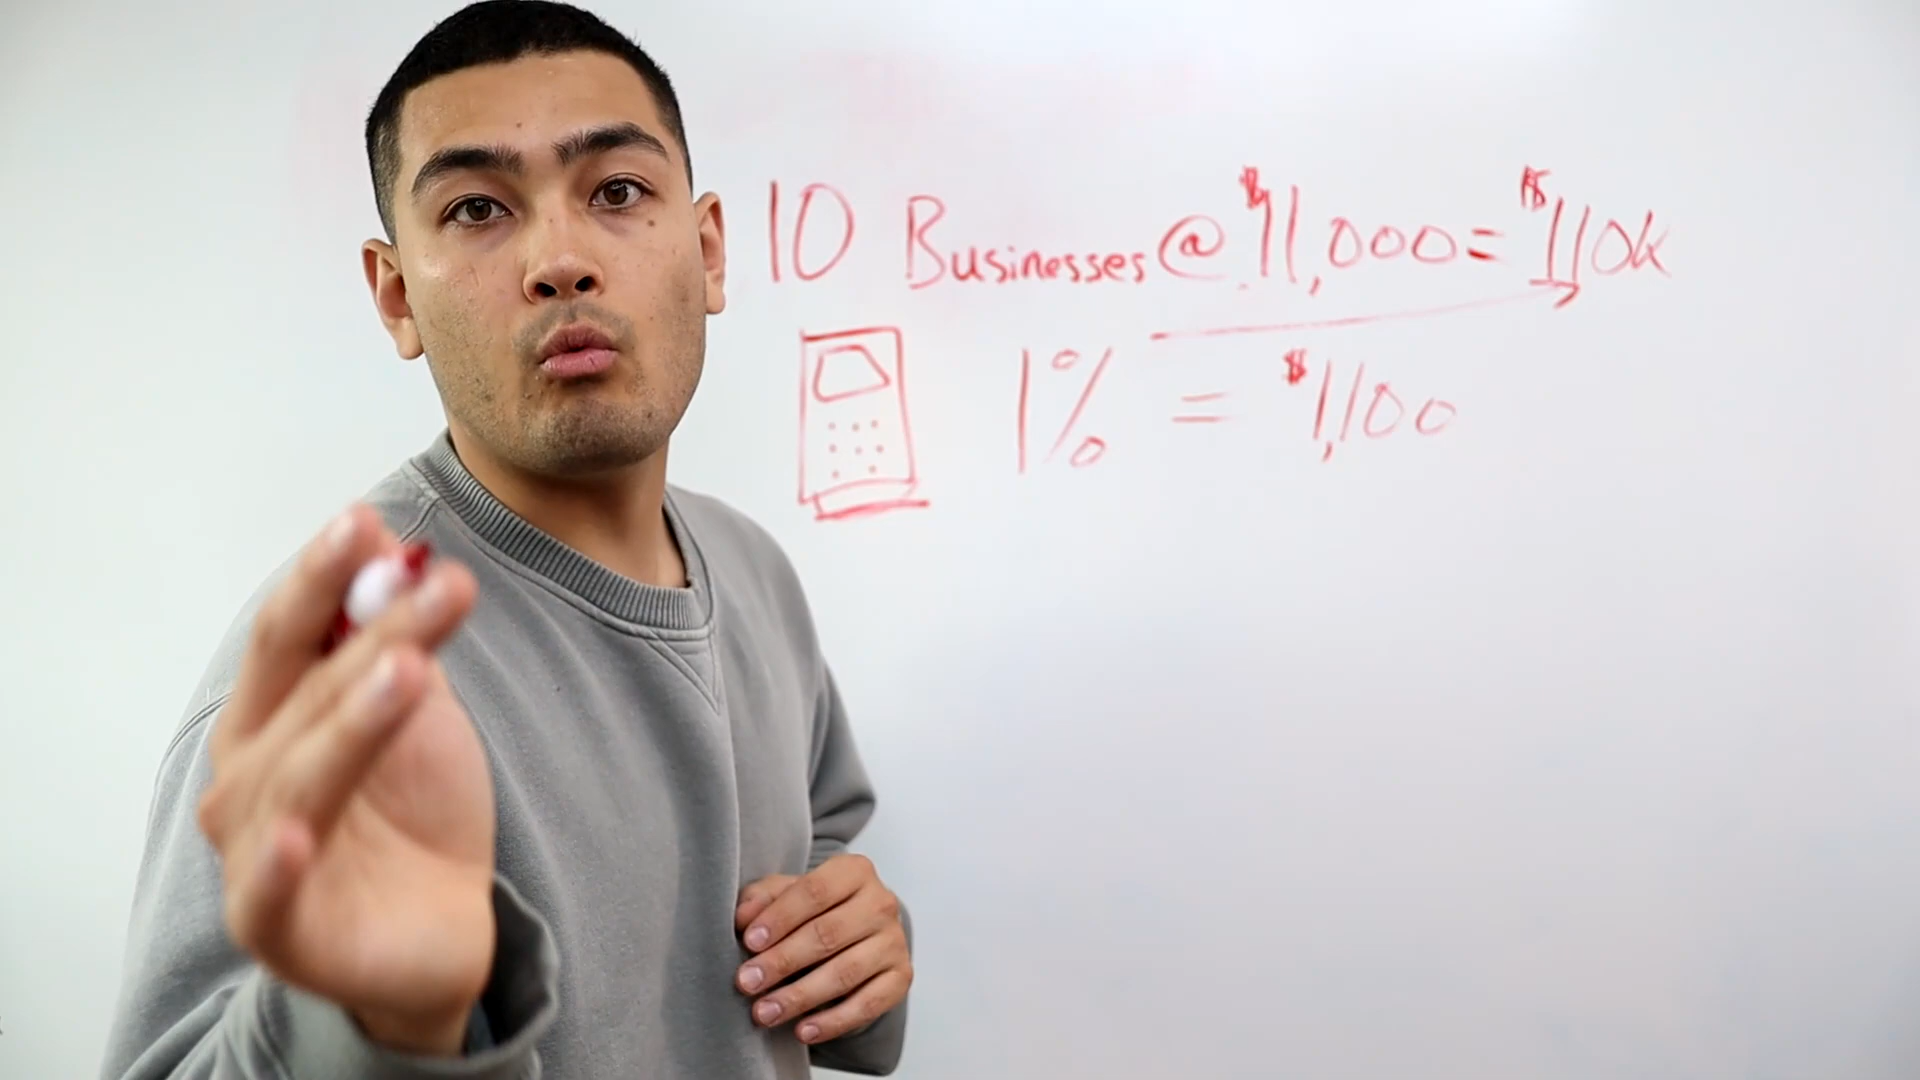 10 Businesses @ $11,000 = $110k
1% = $1,100